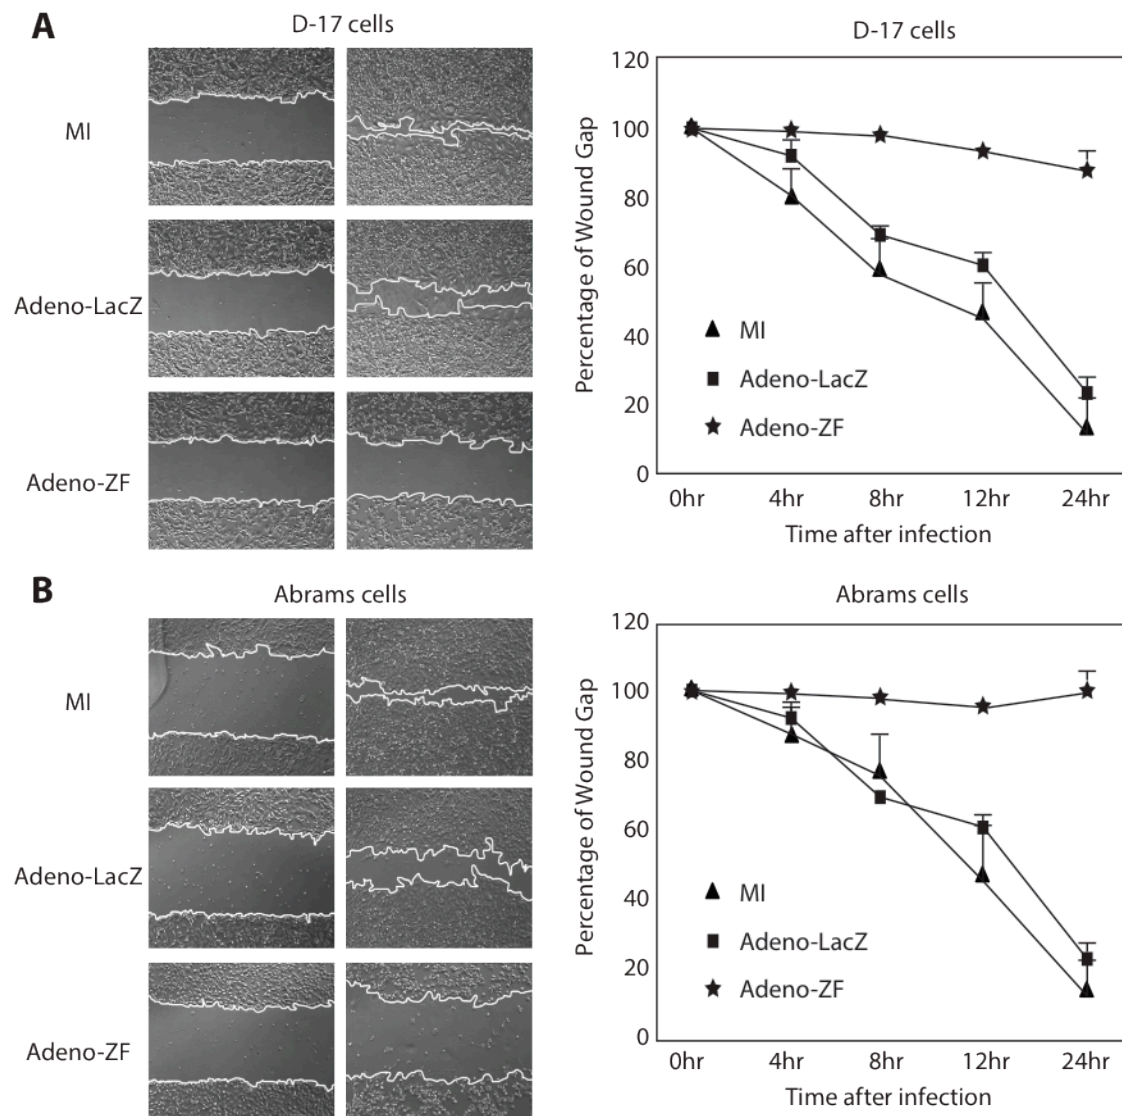 A
D-17 cells
MI
Adeno-LacZ
Adeno-ZF
D-17 cells
Percentage of Wound Gap
120
100
80
60
40
20
0
MI
Adeno-LacZ
Adeno-ZF
0hr 4hr 8hr 12hr 24hr
Time after infection
B
Abrams cells
MI
Adeno-LacZ
Adeno-ZF
Abrams cells
Percentage of Wound Gap
120
100
80
60
40
20
0
MI
Adeno-LacZ
Adeno-ZF
0hr 4hr 8hr 12hr 24hr
Time after infection